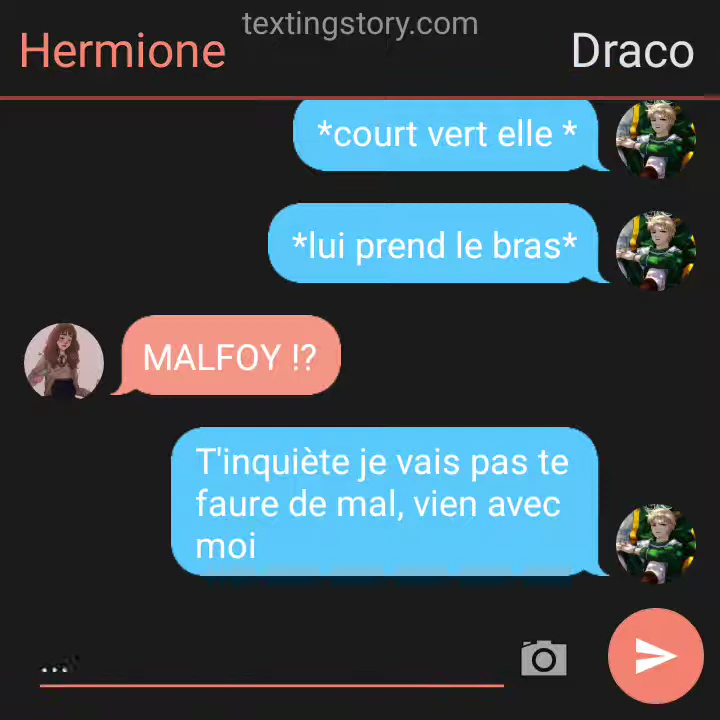 textingstory.com
Hermione
Draco
*court vert elle *
*lui prend le bras*
MALFOY !?
T'inquiète je vais pas te
faure de mal, vien avec
moi
...